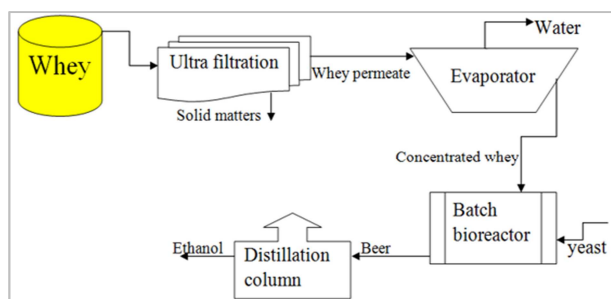 Whey
Ultra filtration
Whey permeate
Solid matters
Water
Evaporator
Concentrated whey
Batch
bioreactor
yeast
Beer
Distillation
column
Ethanol